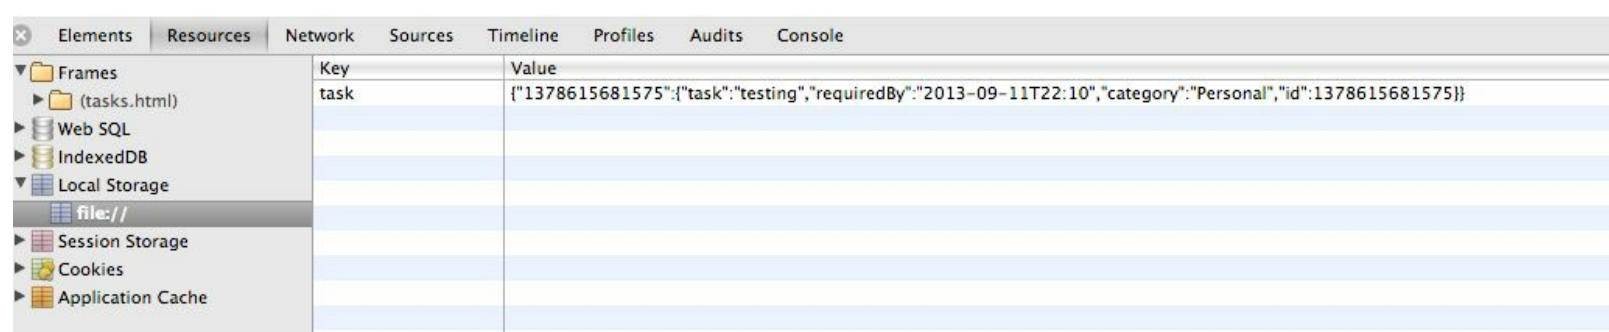 Elements Resources Network Sources Timeline Profiles Audits Console
Frames
(tasks.html)
Web SQL
IndexedDB
Local Storage
file://
Session Storage
Cookies
Application Cache
Key Value
task {"1378615681575":{"task":"testing","requiredBy":"2013-09-11T22:10","category":"Personal","id":1378615681575}}